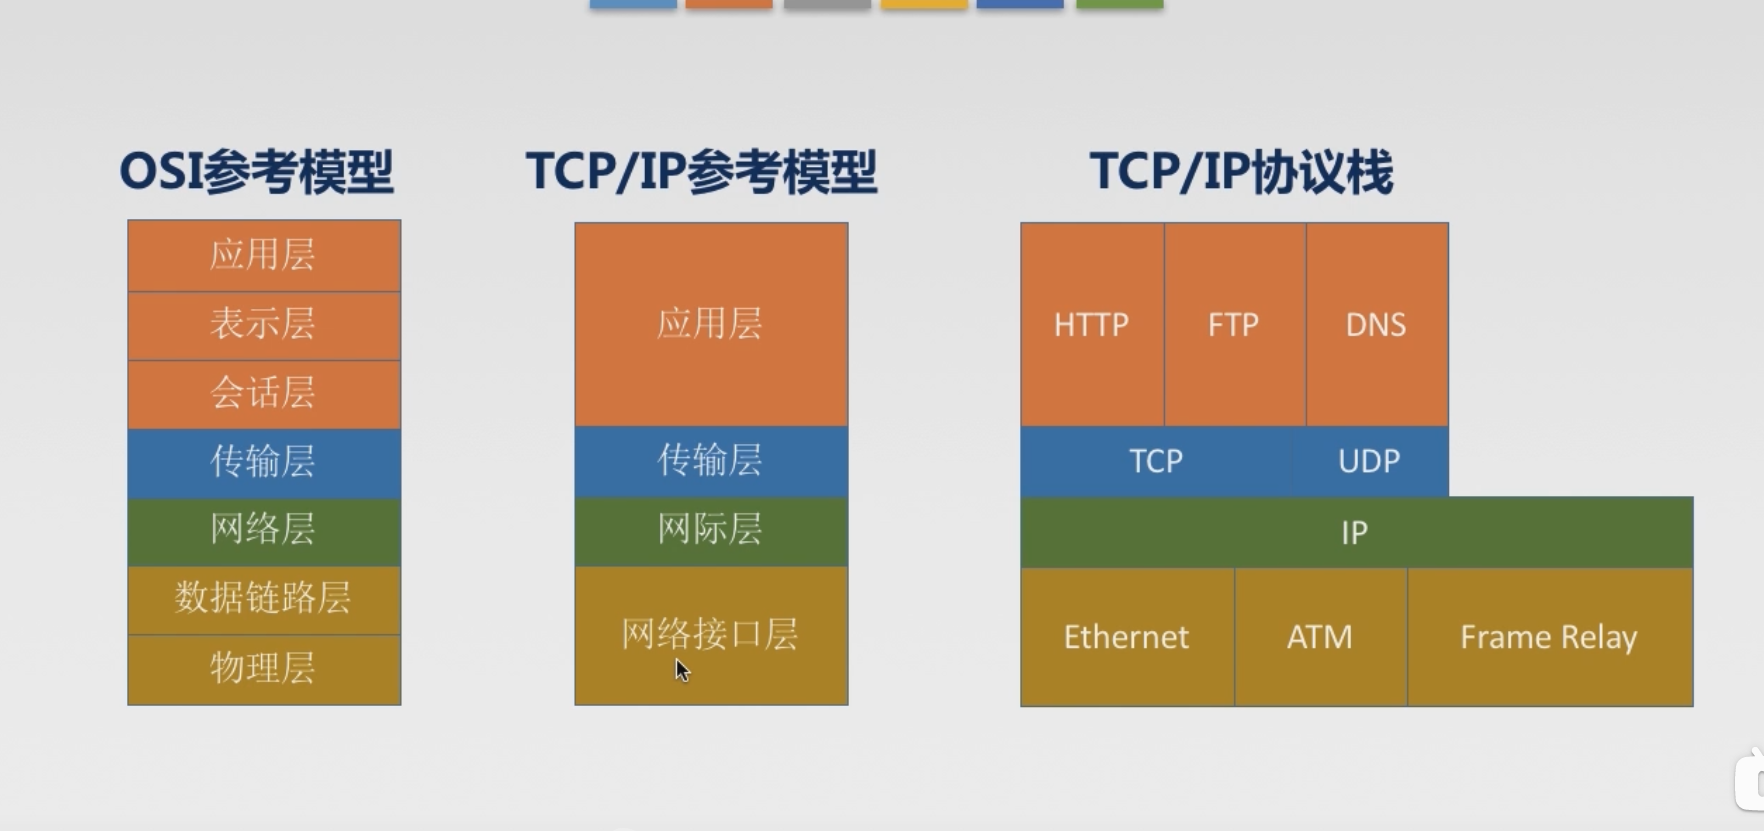 OSI参考模型
应用层
表示层
会话层
传输层
网络层
数据链路层
物理层
TCP/IP参考模型
应用层
传输层
网际层
网络接口层
TCP/IP协议栈
HTTP FTP DNS
TCP UDP
IP
Ethernet ATM Frame Relay